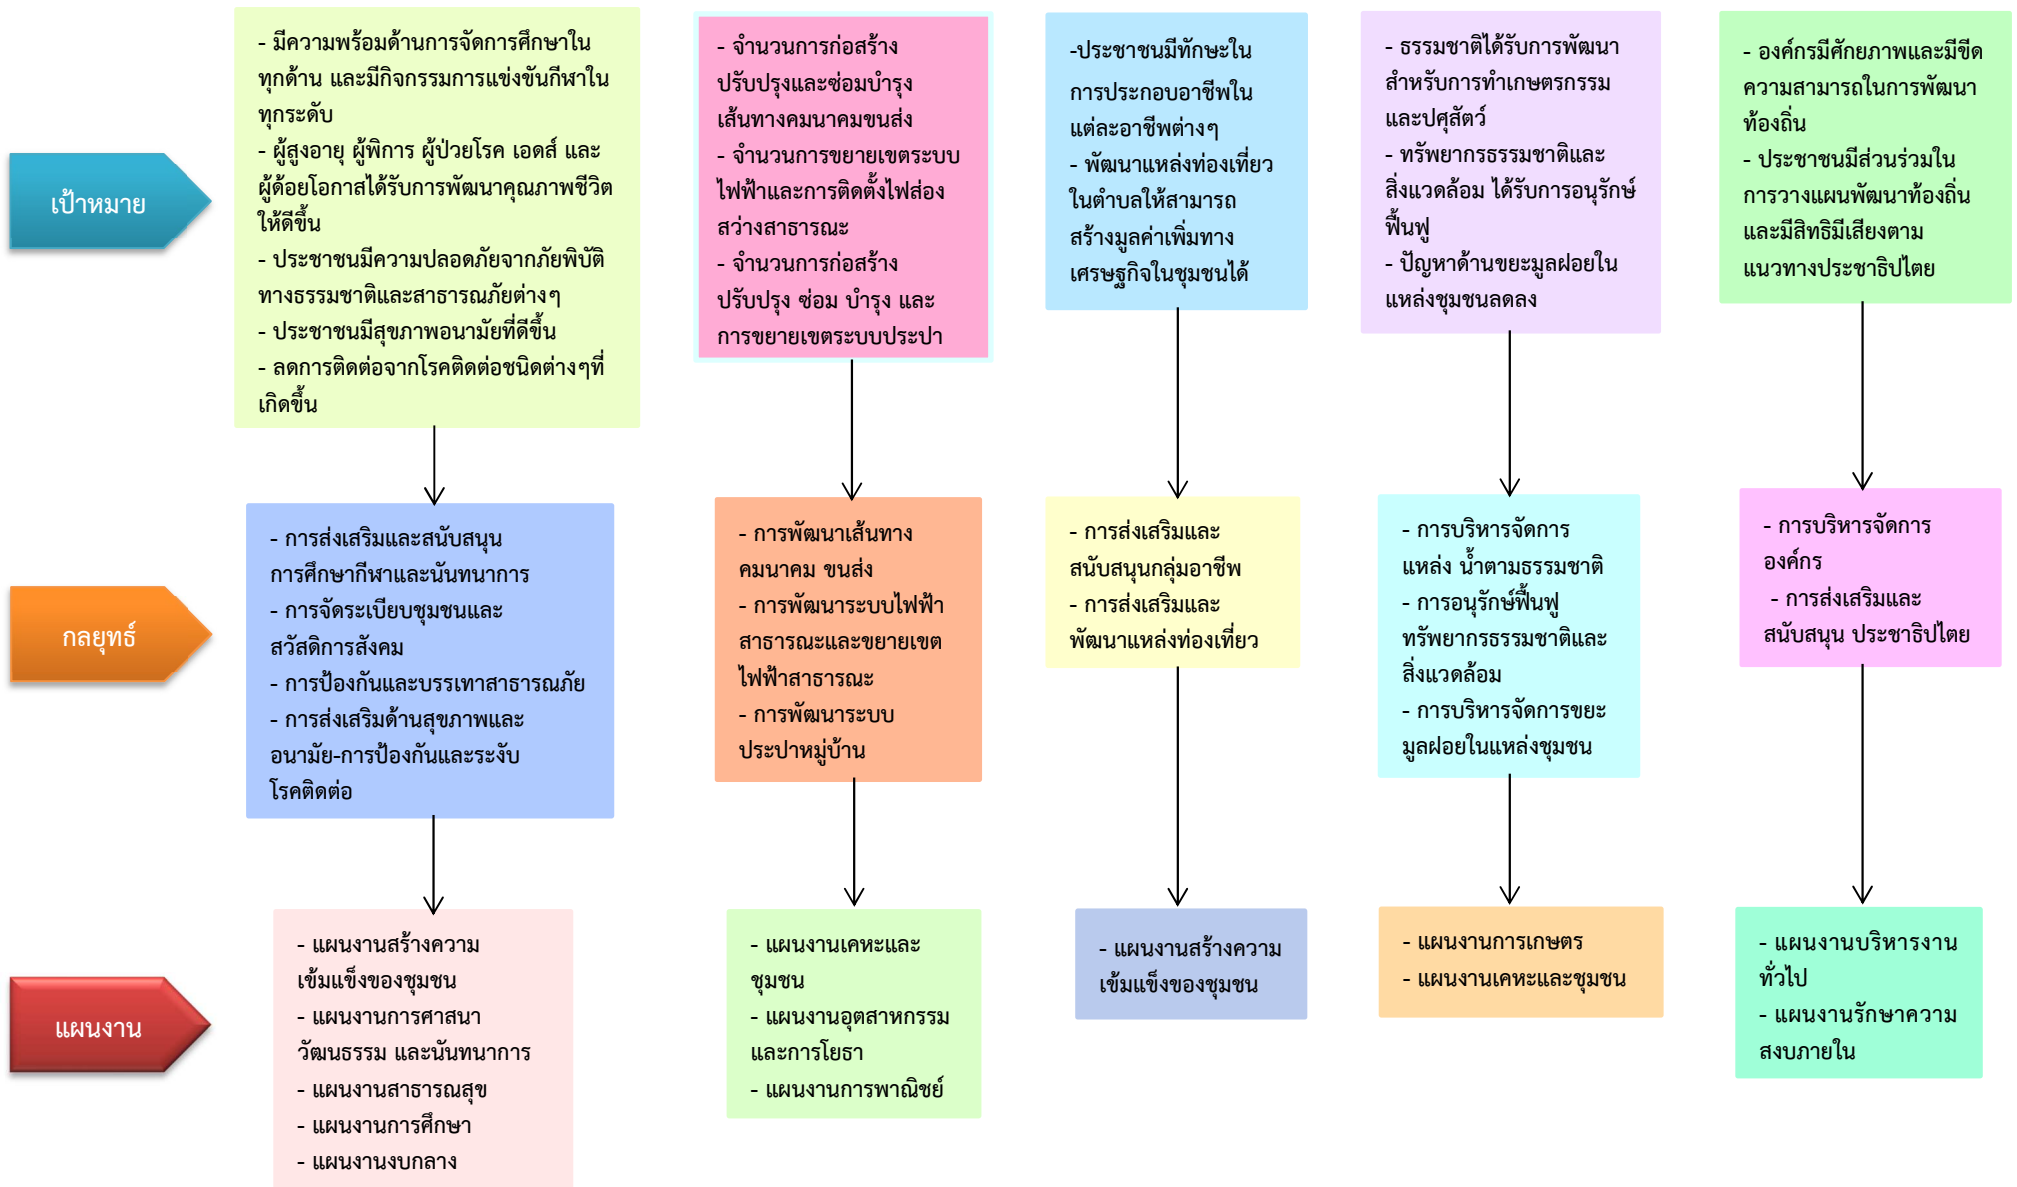 เป้าหมาย
- มีความพร้อมด้านการจัดการศึกษาใน
ทุกด้าน และมีกิจกรรมการแข่งขันกีฬาใน
ทุกระดับ
- ผู้สูงอายุ ผู้พิการ ผู้ป่วยโรค เอดส์ และ
ผู้ด้อยโอกาสได้รับการพัฒนาคุณภาพชีวิต
ให้ดีขึ้น
- ประชาชนมีความปลอดภัยจากภัยพิบัติ
ทางธรรมชาติและสาธารณภัยต่างๆ
- ประชาชนมีสุขภาพอนามัยที่ดีขึ้น
- ลดการติดต่อจากโรคติดต่อชนิดต่างๆที่
เกิดขึ้น
- จำนวนการก่อสร้าง
ปรับปรุงและซ่อมบำรุง
เส้นทางคมนาคมขนส่ง
- จำนวนการขยายเขตระบบ
ไฟฟ้าและการติดตั้งไฟส่อง
สว่างสาธารณะ
- จำนวนการก่อสร้าง
ปรับปรุง ซ่อม บำรุง และ
การขยายเขตระบบประปา
-ประชาชนมีทักษะใน
การประกอบอาชีพใน
แต่ละอาชีพต่างๆ
- พัฒนาแหล่งท่องเที่ยว
ในตำบลให้สามารถ
สร้างมูลค่าเพิ่มทาง
เศรษฐกิจในชุมชนได้
- ธรรมชาติได้รับการพัฒนา
สำหรับการทำเกษตรกรรม
และปศุสัตว์
- ทรัพยากรธรรมชาติและ
สิ่งแวดล้อม ได้รับการอนุรักษ์
ฟื้นฟู
- ปัญหาด้านขยะมูลฝอยใน
แหล่งชุมชนลดลง
- องค์กรมีศักยภาพและมีขีด
ความสามารถในการพัฒนา
ท้องถิ่น
- ประชาชนมีส่วนร่วมใน
การวางแผนพัฒนาท้องถิ่น
และมีสิทธิมีเสียงตาม
แนวทางประชาธิปไตย
กลยุทธ์
- การส่งเสริมและสนับสนุน
การศึกษากีฬาและนันทนาการ
- การจัดระเบียบชุมชนและ
สวัสดิการสังคม
- การป้องกันและบรรเทาสาธารณภัย
- การส่งเสริมด้านสุขภาพและ
อนามัย-การป้องกันและระงับ
โรคติดต่อ
- การพัฒนาเส้นทาง
คมนาคม ขนส่ง
- การพัฒนาระบบไฟฟ้า
สาธารณะและขยายเขต
ไฟฟ้าสาธารณะ
- การพัฒนาระบบ
ประปาหมู่บ้าน
- การส่งเสริมและ
สนับสนุนกลุ่มอาชีพ
- การส่งเสริมและ
พัฒนาแหล่งท่องเที่ยว
- การบริหารจัดการ
แหล่ง น้ำตามธรรมชาติ
- การอนุรักษ์ฟื้นฟู
ทรัพยากรธรรมชาติและ
สิ่งแวดล้อม
- การบริหารจัดการขยะ
มูลฝอยในแหล่งชุมชน
- การบริหารจัดการ
องค์กร
- การส่งเสริมและ
สนับสนุน ประชาธิปไตย
แผนงาน
- แผนงานสร้างความ
เข้มแข็งของชุมชน
- แผนงานการศาสนา
วัฒนธรรม และนันทนาการ
- แผนงานสาธารณสุข
- แผนงานการศึกษา
- แผนงานงบกลาง
- แผนงานเคหะและ
ชุมชน
- แผนงานอุตสาหกรรม
และการโยธา
- แผนงานการพาณิชย์
- แผนงานสร้างความ
เข้มแข็งของชุมชน
- แผนงานการเกษตร
- แผนงานเคหะและชุมชน
- แผนงานบริหารงาน
ทั่วไป
- แผนงานรักษาความ
สงบภายใน